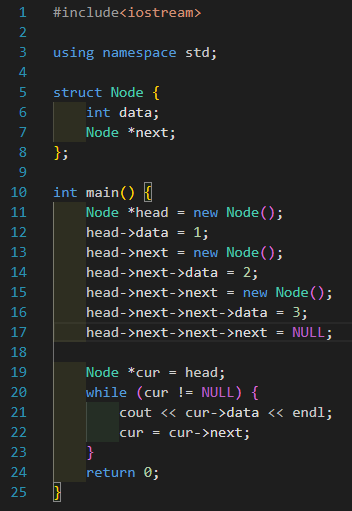 1 #include<iostream>
2
3 using namespace std;
4
5 struct Node {
6     int data;
7     Node *next;
8 };
9
10 int main() {
11     Node *head = new Node();
12     head->data = 1;
13     head->next = new Node();
14     head->next->data = 2;
15     head->next->next = new Node();
16     head->next->next->data = 3;
17     head->next->next->next = NULL;
18
19     Node *cur = head;
20     while (cur != NULL) {
21         cout << cur->data << endl;
22         cur = cur->next;
23     }
24     return 0;
25 }